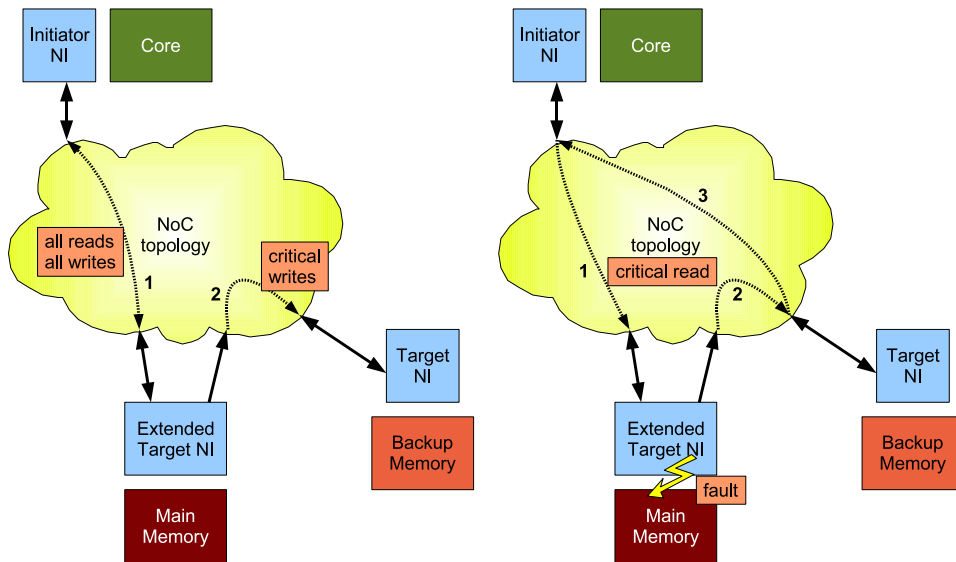 Initiator
NI
Core
NoC
topology
all reads
all writes
1
2
critical
writes
Target
NI
Extended
Target NI
Backup
Memory
Main
Memory
Initiator
NI
Core
3
NoC
topology
1
critical read
2
Target
NI
Extended
Target NI
Backup
Memory
fault
Main
Memory